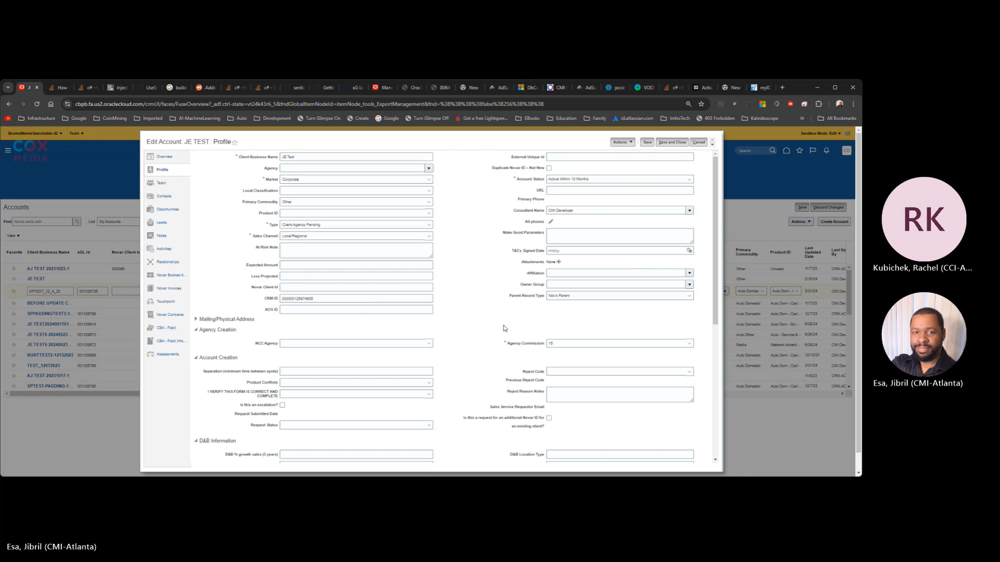 How
c# - U
Inject
UseS
build
Addi
c# - V
c# - S
serilo
Getti
xG Li
Mana
Oracl
8064
New
AdSu
DbCo
CMI
AdSu
pccie
VODI
c# - I
Activ
New
myID
cbpb.fa.us2.oraclecloud.com/crmUI/faces/FuseOverview?_adf.ctrl-state=vt24k43r6_5&fndGlobalItemNodeId=itemNode_tools_ExportManagement&fnd=%3B%3B%3B%3Bfalse%3B256%3B%3B%3B
Infrastructure
Google
CoinMining
Imported
AI-MachineLearning
Auto
Development
Turn Glimpse On
Create
Google
Turn Glimpse Off
Get a free Lightspee...
EBooks
Education
Family
id.atlassian.com
ImhoTech
403 Forbidden
Kaleidoscope
All Bookmarks
BookedNameSearchable-JE
Tools
Sandbox Mode: Edit
COX
MEDIA
Search
CD
Edit Account: JE TEST: Profile
Actions
Save
Save and Close
Cancel
Overview
Profile
Team
Contacts
Opportunities
Leads
Notes
Activities
Relationships
Novar Booked A...
Novar Invoices
Touchpoint
Novar Contracts
CBA - Field
CBA - Field (His...
Assessments
* Client Business Name JE Test
Agency
* Market Corporate
Local Classification
Primary Commodity Other
Product ID
* Type Client-Agency Pending
* Sales Channel Local/Regional
At Risk Note
Expected Amount
Loss Projected
Novar Client Id
CRM ID 300000125974605
AOS ID
External Unique Id
Duplicate Novar ID – Not New
* Account Status Active Within 13 Months
URL
Primary Phone
Consultant Name CMI Developer
All phones
Make Good Parameters
T&Cs Signed Date m/d/yy
Attachments None
Affiliation
Owner Group
Parent Record Type Not A Parent
Mailing/Physical Address
Agency Creation
NCC Agency
* Agency Commission 15
Account Creation
Separation (minimum time between spots)
Product Conflicts
I VERIFY THIS FORM IS CORRECT AND
COMPLETE
Is this an escalation?
Request Submitted Date
Request Status
Reject Code
Previous Reject Code
Reject Reason Notes
Sales Service Requestor Email
Is this a request for an additional Novar ID for
an existing client?
D&B Information
D&B % growth sales (3 years)
D&B Location Type
Accounts
Find Name starts with
List My Accounts
View
Favorite Client Business Name xGL Id Novar Client Id
AJ TEST 20231023-1 208386
JE TEST
SPTEST_12_4_23 001126735
BEFORE UPDATE C...
SPPADDINGTEST3-1... 001126799
JE TEST2024051701... 001129614
JE TEST5 20240523 ... 001129670
JE TEST5 20240523 ... 001129672
BURTTEST2-12132023 001126886
TEST_12072023 001126789
AJ TEST 20231017-1
SPTEST-PADDING-1... 001126795
Save
Discard Changes
Actions
Create Account
Primary
Commodity
Product ID
Last
Updated
Date
Last Up
By
Other Unused 11/7/23 CRM.AD
Other 2/15/24 CMI.Dev
Auto Domes Auto Dom - C 3/31/24 CMI.De
Auto Domestic Auto Dom - Cad... 11/7/23 CRM.AC
Auto Domestic Auto Dom - Cad... 12/7/23 CMI.Dev
Auto Domestic Auto Dom - Bui... 6/29/24 CMI.Dev
Auto Other Auto - Service &... 6/29/24 CMI.Dev
Media Network Adverti... 6/29/24 CMI.Dev
Auto Domestic Auto Dom - Cad... 12/13/23 CMI.Dev
Auto Domestic Auto Dom - Cad... 3/31/24 CMI.Dev
11/8/23 CRM.AC
Auto Domestic Auto Dom - Cad... 12/7/23 CRM.AC
RK
Kubichek, Rachel (CCI-A...
Esa, Jibril (CMI-Atlanta)
Esa, Jibril (CMI-Atlanta)